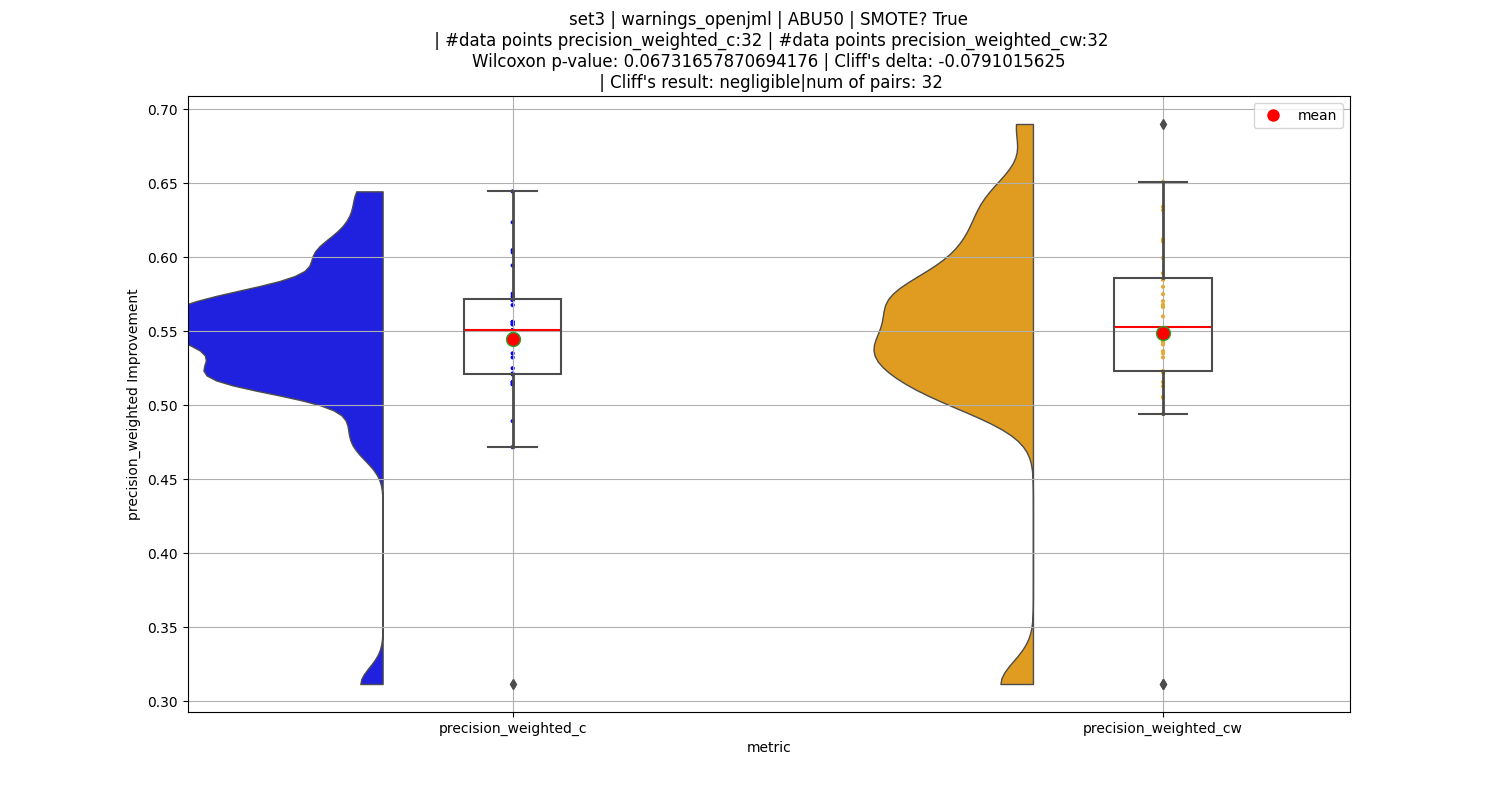 set3 | warnings_openjml | ABU50 | SMOTE? True
| #data points precision_weighted_c:32 | #data points precision_weighted_cw:32
Wilcoxon p-value: 0.06731657870694176 | Cliff's delta: -0.0791015625
| Cliff's result: negligible|num of pairs: 32
mean
0.70
0.65
0.60
0.55
0.50
0.45
0.40
0.35
0.30
precision_weighted Improvement
precision_weighted_c
precision_weighted_cw
metric